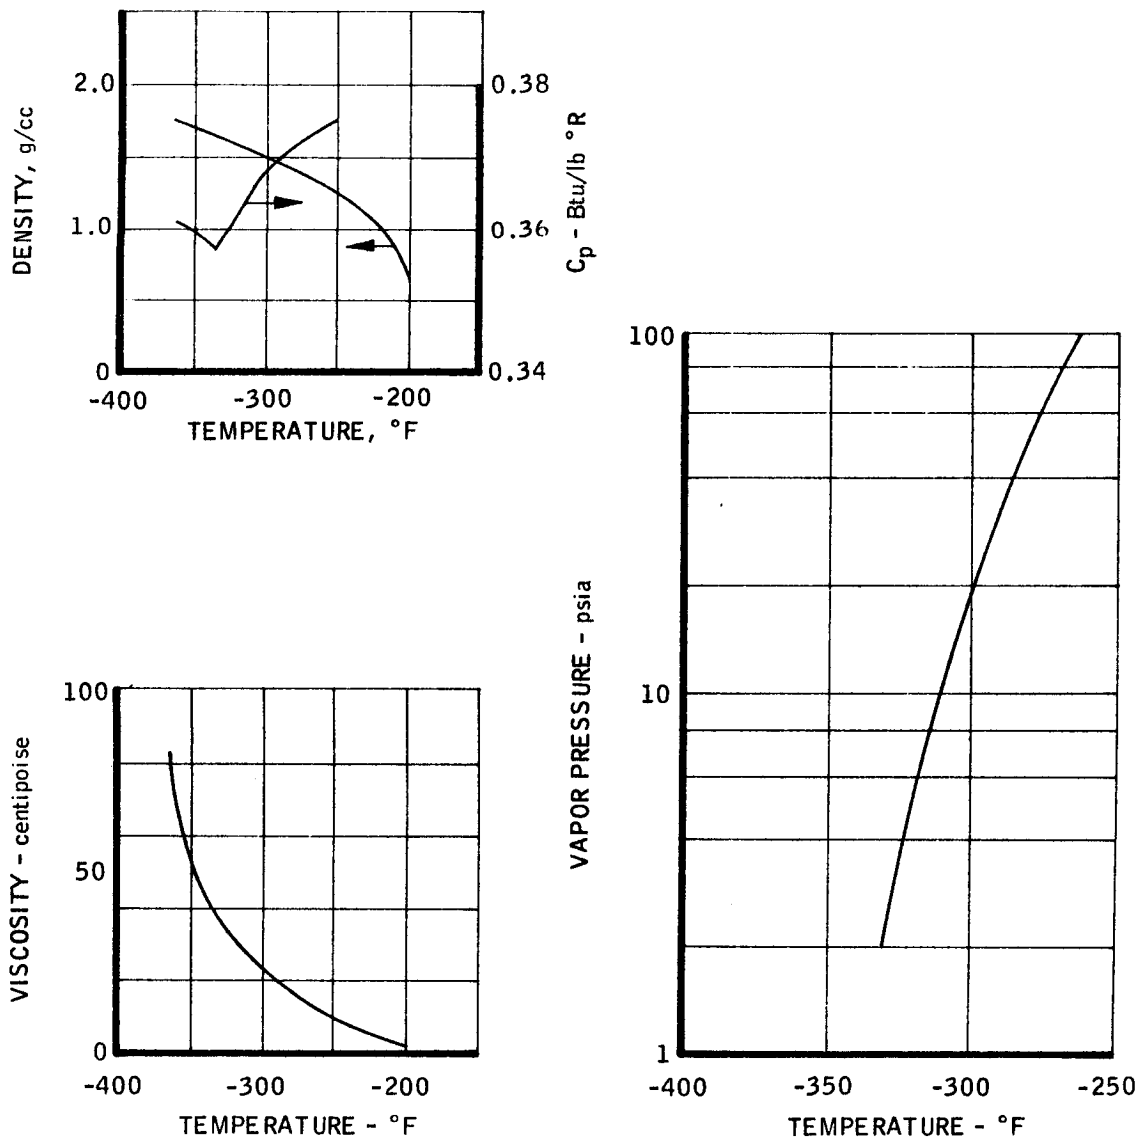 2.0
1.0
0
DENSITY, g/cc
0.38
0.36
0.34
Cp - Btu/lb °R
-400 -300 -200
TEMPERATURE, °F
100
10
1
VAPOR PRESSURE - psia
-400 -350 -300 -250
TEMPERATURE - °F
100
50
0
VISCOSITY - centipoise
-400 -300 -200
TEMPERATURE - °F